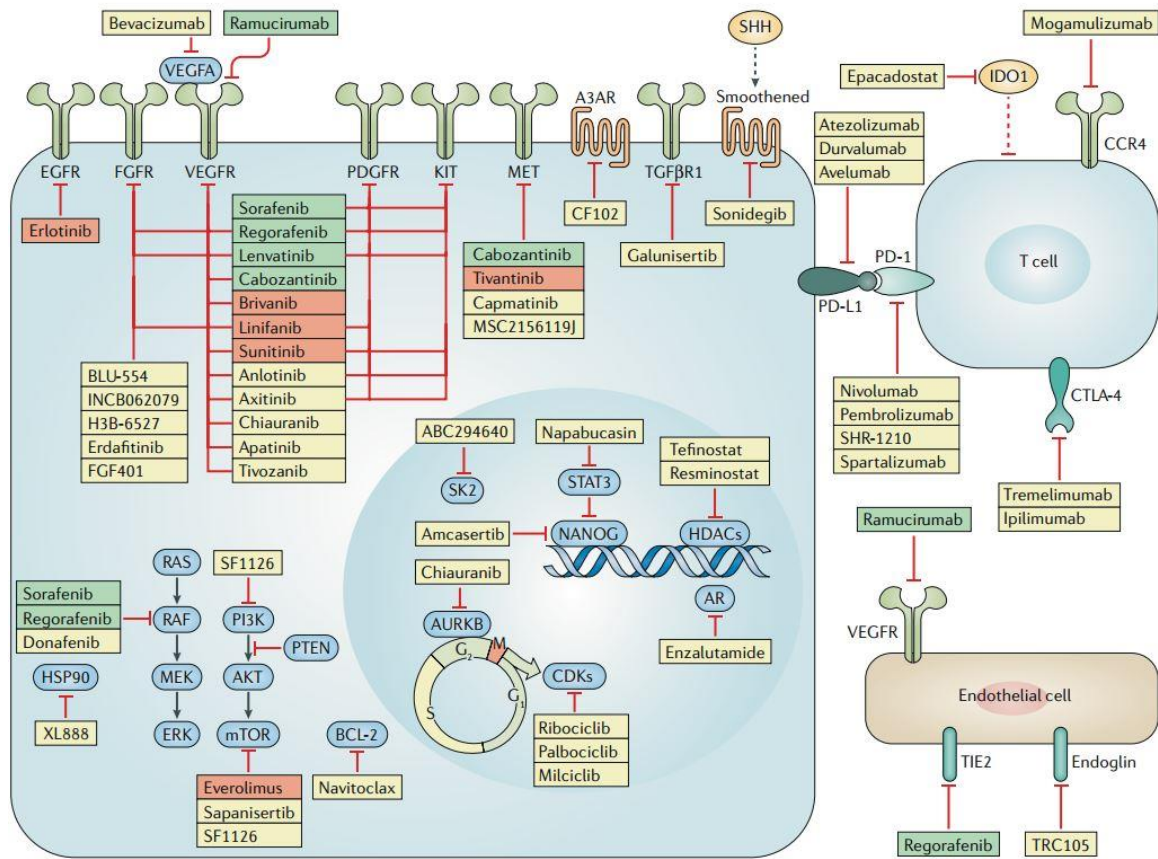 Bevacizumab
Ramucirumab
VEGFA
SHH
Mogamulizumab
Epacadostat
IDO1
A3AR
Smoothened
CCR4
EGFR
FGFR
VEGFR
PDGFR
KIT
MET
TGFβR1
Atezolizumab
Durvalumab
Avelumab
Erlotinib
CF102
Sonidegib
Galunisertib
Sorafenib
Regorafenib
Lenvatinib
Cabozantinib
Brivanib
Linifanib
Sunitinib
Anlotinib
Axitinib
Chiauranib
Apatinib
Tivozanib
Cabozantinib
Tivantinib
Capmatinib
MSC2156119J
PD-1
PD-L1
T cell
BLU-554
INCB062079
H3B-6527
Erdafitinib
FGF401
Nivolumab
Pembrolizumab
SHR-1210
Spartalizumab
CTLA-4
Tremelimumab
Ipilimumab
ABC294640
SK2
Napabucasin
STAT3
Tefinostat
Resminostat
Amcasertib
NANOG
HDACs
Chiauranib
AURKB
AR
Enzalutamide
G2
M
G1
S
CDKs
Ribociclib
Palbociclib
Milciclib
RAS
SF1126
Sorafenib
Regorafenib
Donafenib
RAF
PI3K
PTEN
HSP90
MEK
AKT
XL888
ERK
mTOR
BCL-2
Everolimus
Sapanisertib
SF1126
Navitoclax
Ramucirumab
VEGFR
Endothelial cell
TIE2
Endoglin
Regorafenib
TRC105